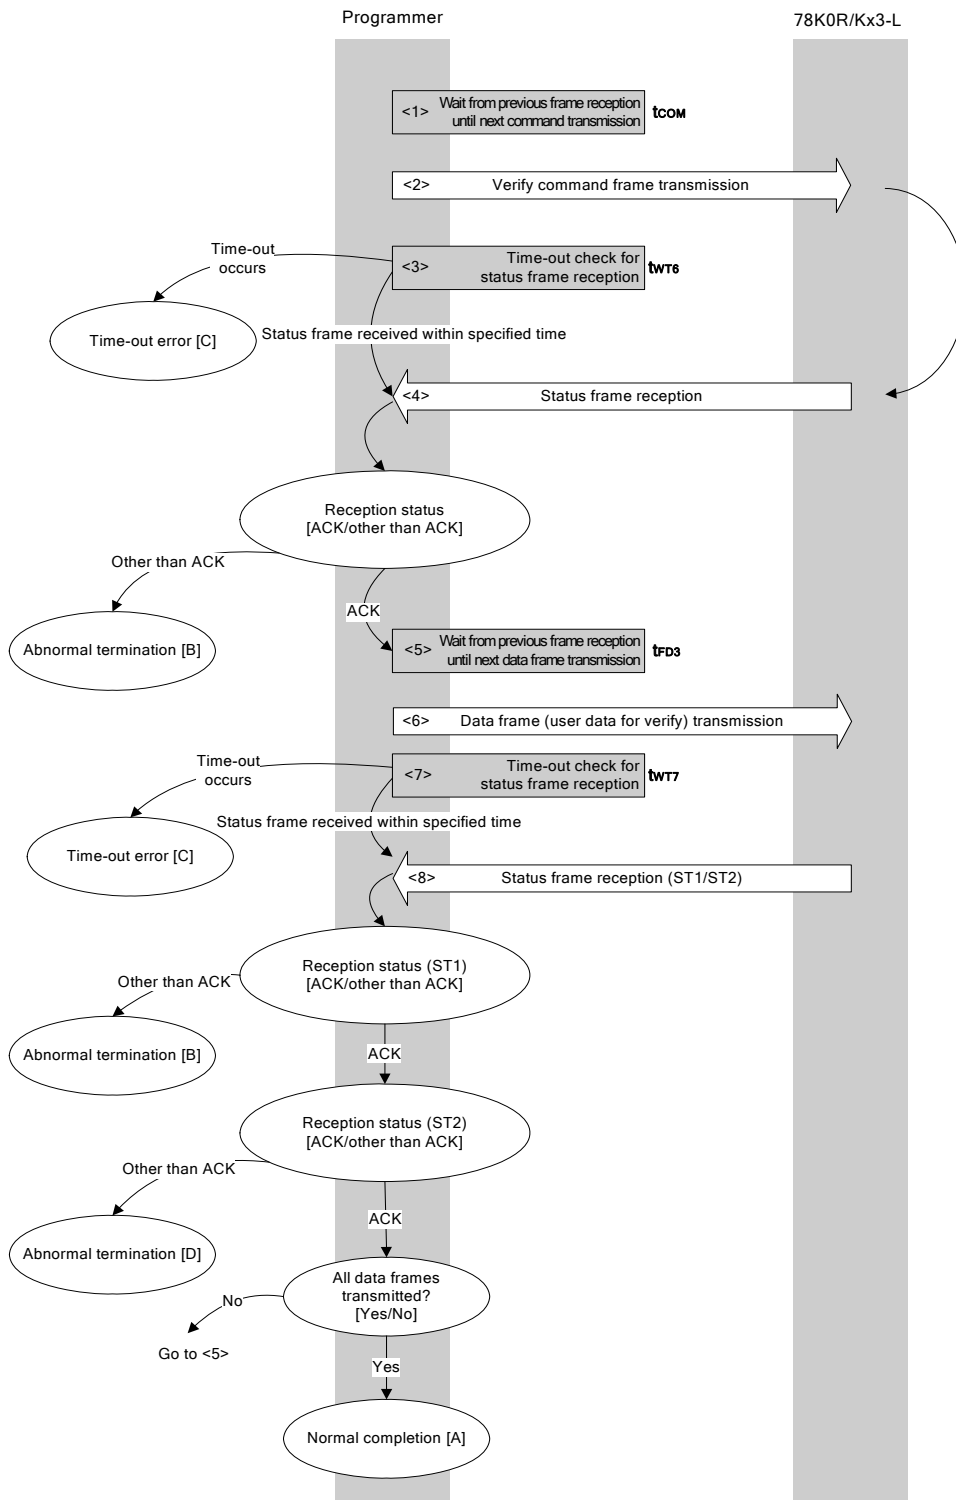 Programmer
78K0R/Kx3-L
<1> Wait from previous frame reception
until next command transmission
tCOM
<2> Verify command frame transmission
Time-out
occurs
<3> Time-out check for
status frame reception
tWT6
Time-out error [C]
Status frame received within specified time
<4> Status frame reception
Reception status
[ACK/other than ACK]
Other than ACK
ACK
Abnormal termination [B]
<5> Wait from previous frame reception
until next data frame transmission
tFD3
<6> Data frame (user data for verify) transmission
Time-out
occurs
<7> Time-out check for
status frame reception
tWT7
Status frame received within specified time
Time-out error [C]
<8> Status frame reception (ST1/ST2)
Reception status (ST1)
[ACK/other than ACK]
Other than ACK
Abnormal termination [B]
ACK
Reception status (ST2)
[ACK/other than ACK]
Other than ACK
ACK
Abnormal termination [D]
All data frames
transmitted?
[Yes/No]
No
Go to <5>
Yes
Normal completion [A]